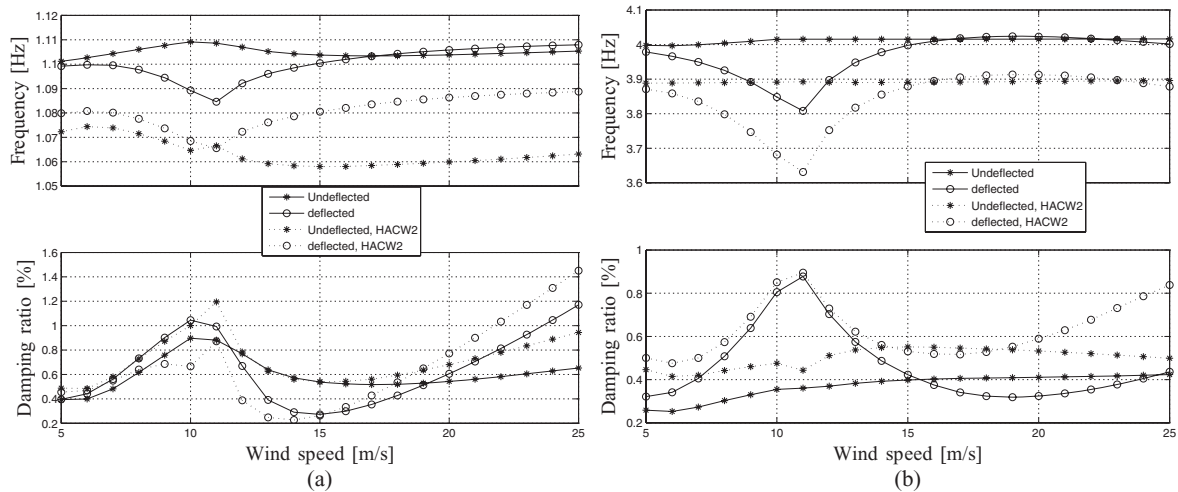 (a)
1.12
1.11
1.10
1.09
1.08
1.07
1.06
1.05
Frequency [Hz]
Undeflected
deflected
Undeflected, HACW2
deflected, HACW2
1.6
1.4
1.2
1
0.8
0.6
0.4
0.2
Damping ratio [%]
5
10
15
20
25
Wind speed [m/s]
(a)
(b)
4.1
4
3.9
3.8
3.7
3.6
Frequency [Hz]
Undeflected
deflected
Undeflected, HACW2
deflected, HACW2
1
0.8
0.6
0.4
0.2
Damping ratio [%]
5
10
15
20
25
Wind speed [m/s]
(b)